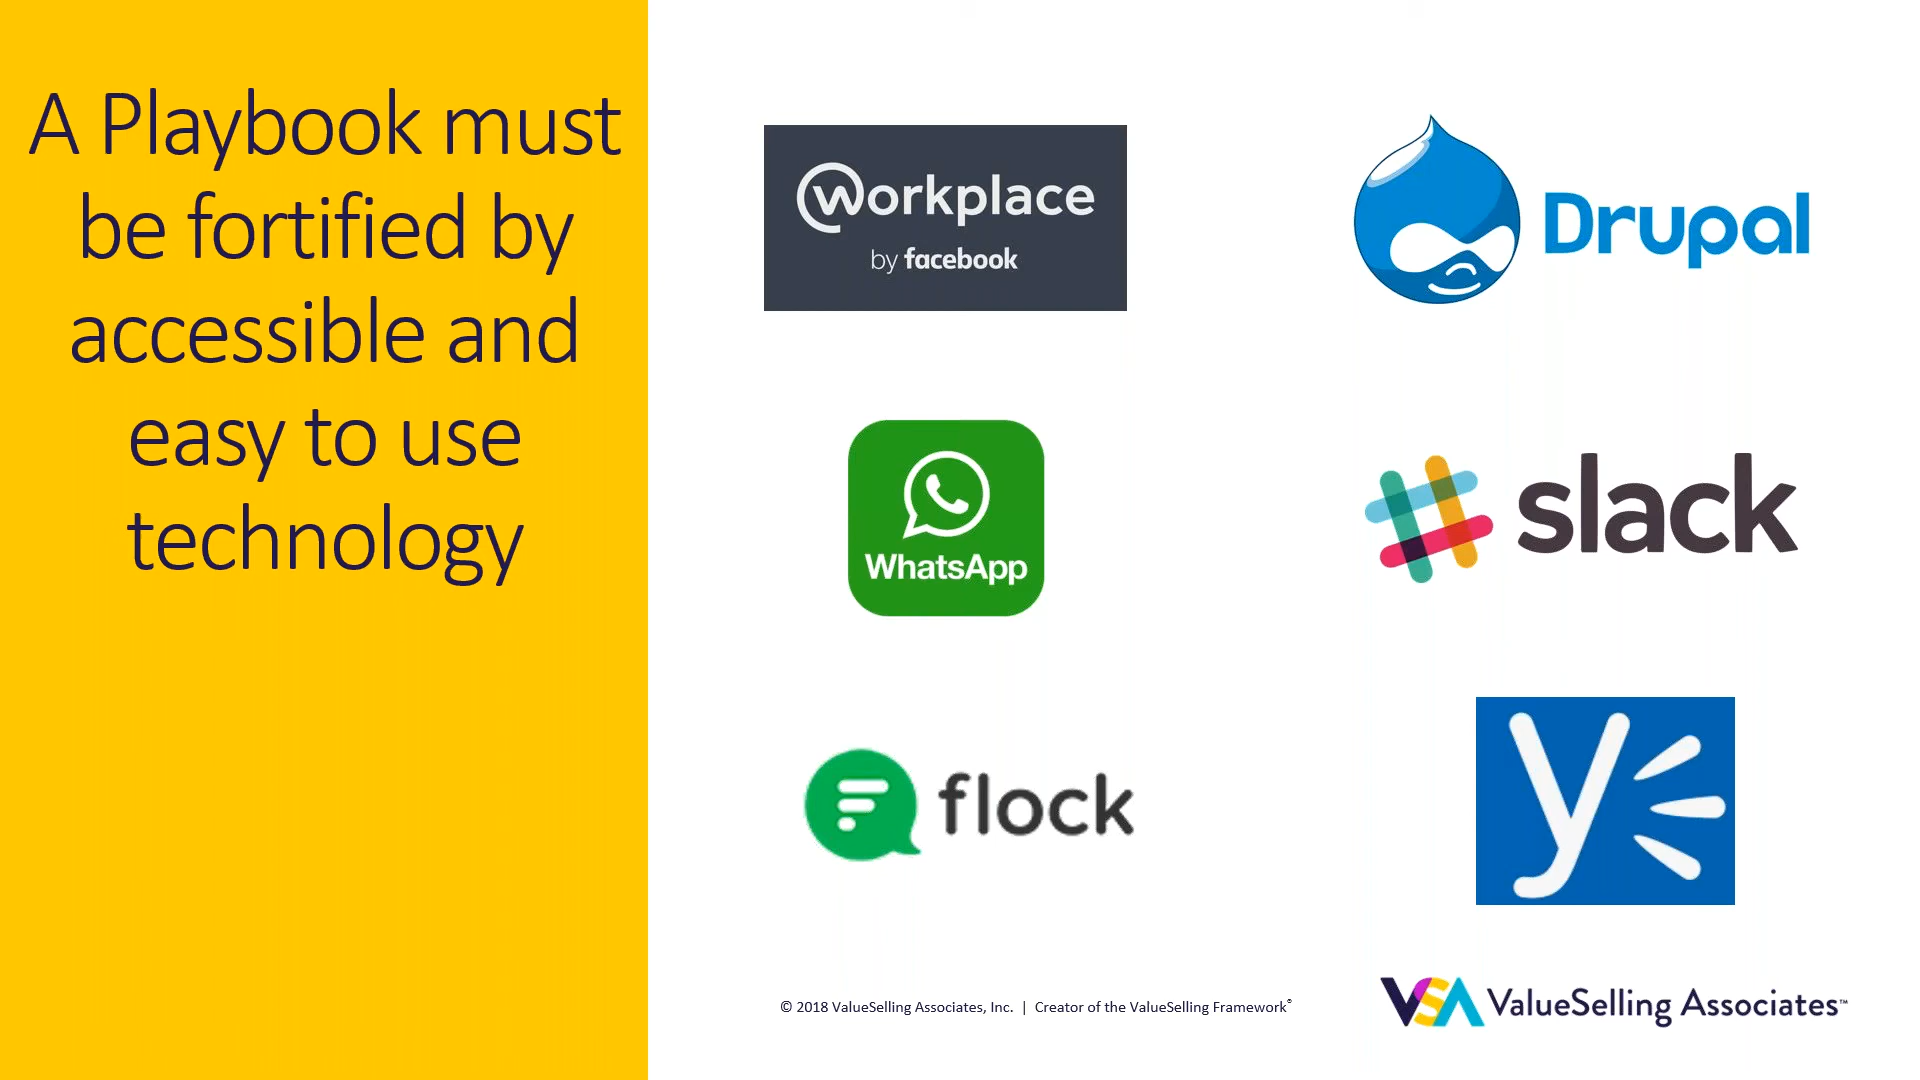 A Playbook must
be fortified by
accessible and
easy to use
technology
workplace
by facebook
Drupal
WhatsApp
slack
flock
y
© 2018 ValueSelling Associates, Inc. | Creator of the ValueSelling Framework®
VSA ValueSelling Associates™